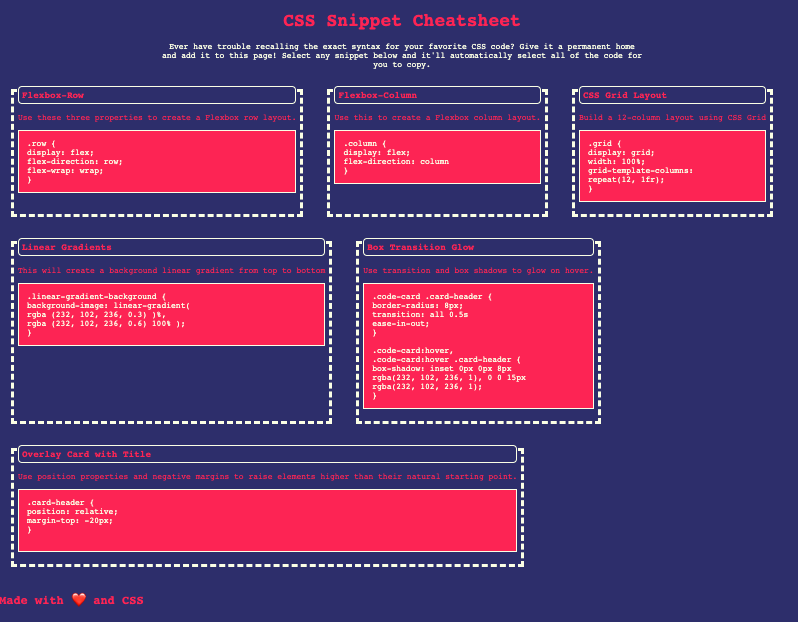 CSS Snippet Cheatsheet
Ever have trouble recalling the exact syntax for your favorite CSS code? Give it a permanent home
and add it to this page! Select any snippet below and it'll automatically select all of the code for
you to copy.
Flexbox-Row
Use these three properties to create a Flexbox row layout.
.row {
display: flex;
flex-direction: row;
flex-wrap: wrap;
}
Flexbox-Column
Use this to create a Flexbox column layout.
.column {
display: flex;
flex-direction: column
}
CSS Grid Layout
Build a 12-column layout using CSS Grid
.grid {
display: grid;
width: 100%;
grid-template-columns:
repeat(12, 1fr);
}
Linear Gradients
This will create a background linear gradient from top to bottom
.linear-gradient-background {
background-image: linear-gradient(
rgba (232, 102, 236, 0.3) )%,
rgba (232, 102, 236, 0.6) 100% );
}
Box Transition Glow
Use transition and box shadows to glow on hover.
.code-card .card-header {
border-radius: 8px;
transition: all 0.5s
ease-in-out;
}
.code-card:hover,
.code-card:hover .card-header {
box-shadow: inset 0px 0px 8px
rgba(232, 102, 236, 1), 0 0 15px
rgba(232, 102, 236, 1);
}
Overlay Card with Title
Use position properties and negative margins to raise elements higher than their natural starting point.
.card-header {
position: relative;
margin-top: -20px;
}
Made with ❤️ and CSS